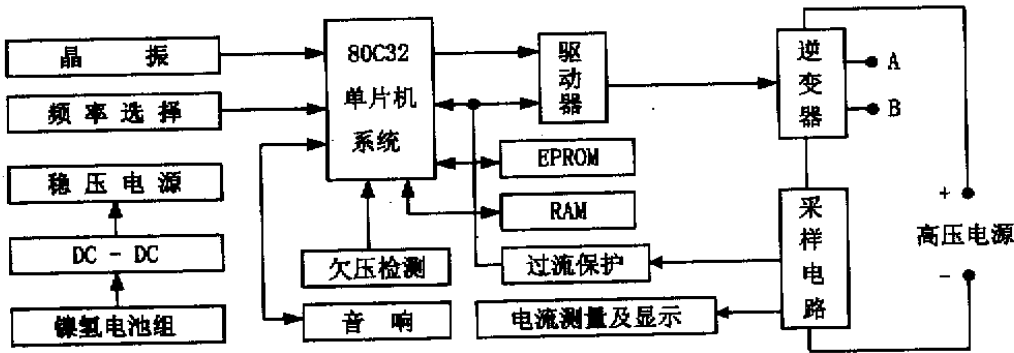 晶 振
频率选择
稳压电源
DC - DC
镍氢电池组
80C32
单片机
系统
欠压检测
音 响
驱动器
EPROM
RAM
过流保护
电流测量及显示
逆变器
A
B
采样电路
+
高压电源
-